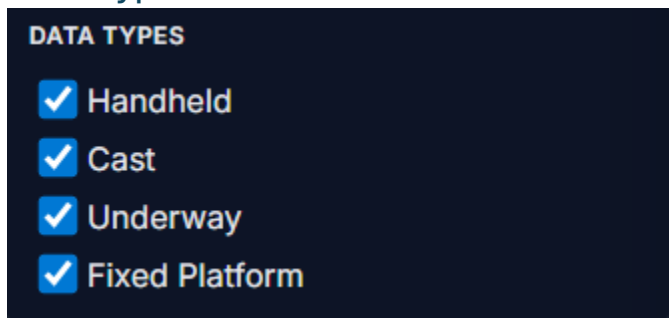 DATA TYPES
Handheld
Cast
Underway
Fixed Platform